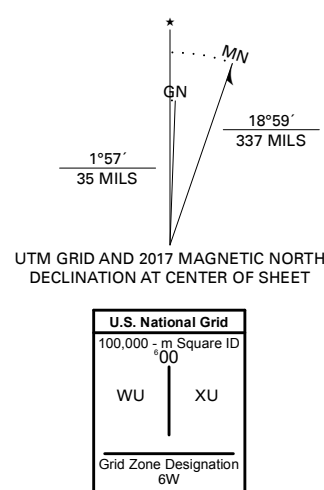 ★
MN
GN
18°59´
337 MILS
1°57´
35 MILS
UTM GRID AND 2017 MAGNETIC NORTH
DECLINATION AT CENTER OF SHEET
U.S. National Grid
100,000 - m Square ID
⁶00
WU XU
Grid Zone Designation
6W